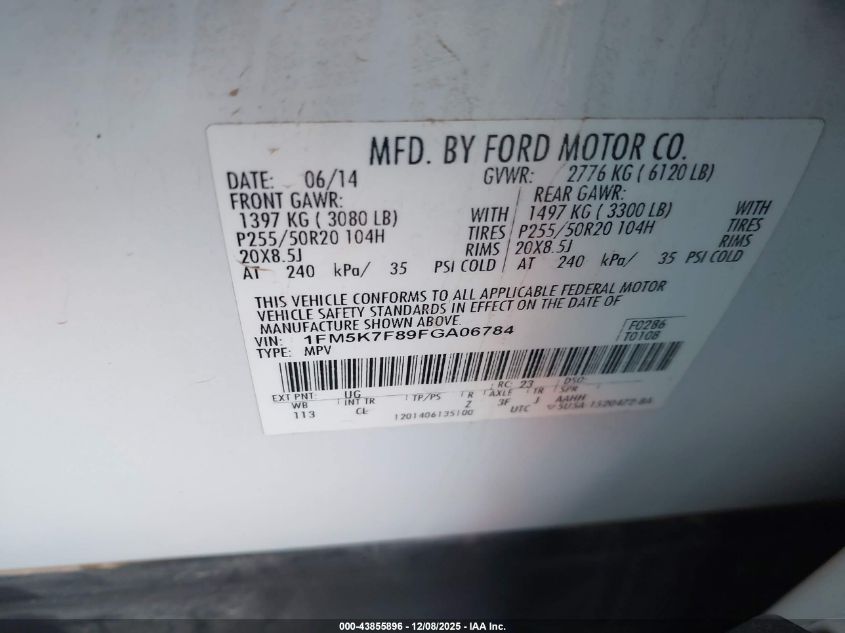 MFD. BY FORD MOTOR CO.
DATE: 06/14 GVWR: 2776 KG ( 6120 LB)
FRONT GAWR: REAR GAWR:
1397 KG ( 3080 LB) WITH 1497 KG ( 3300 LB) WITH
P255/50R20 104H TIRES P255/50R20 104H TIRES
20X8.5J RIMS 20X8.5J RIMS
AT 240 kPa/ 35 PSI COLD AT 240 kPa/ 35 PSI COLD
THIS VEHICLE CONFORMS TO ALL APPLICABLE FEDERAL MOTOR
VEHICLE SAFETY STANDARDS IN EFFECT ON THE DATE OF
MANUFACTURE SHOWN ABOVE.
VIN: 1FM5K7F89FGA06784 F0286
TYPE: MPV T0108
EXT PNT: UG RC: 23 DSO:
WB INT TR TP/PS R AXLE TR SPR
113 CL Z 3F J AAHH
1201406135100 UTC
000-43855896 - 12/08/2025 - IAA Inc.